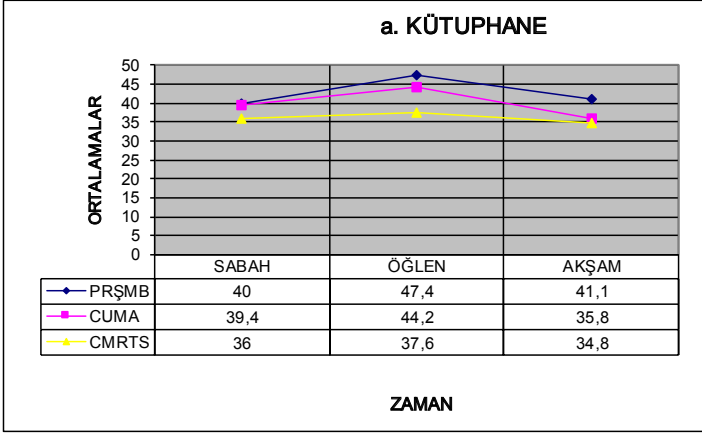 a. KÜTUPHANE
ORTALAMALAR
50
45
40
35
30
25
20
15
10
5
0
SABAH ÖĞLEN AKŞAM
PRŞMB 40 47,4 41,1
CUMA 39,4 44,2 35,8
CMRTS 36 37,6 34,8
ZAMAN